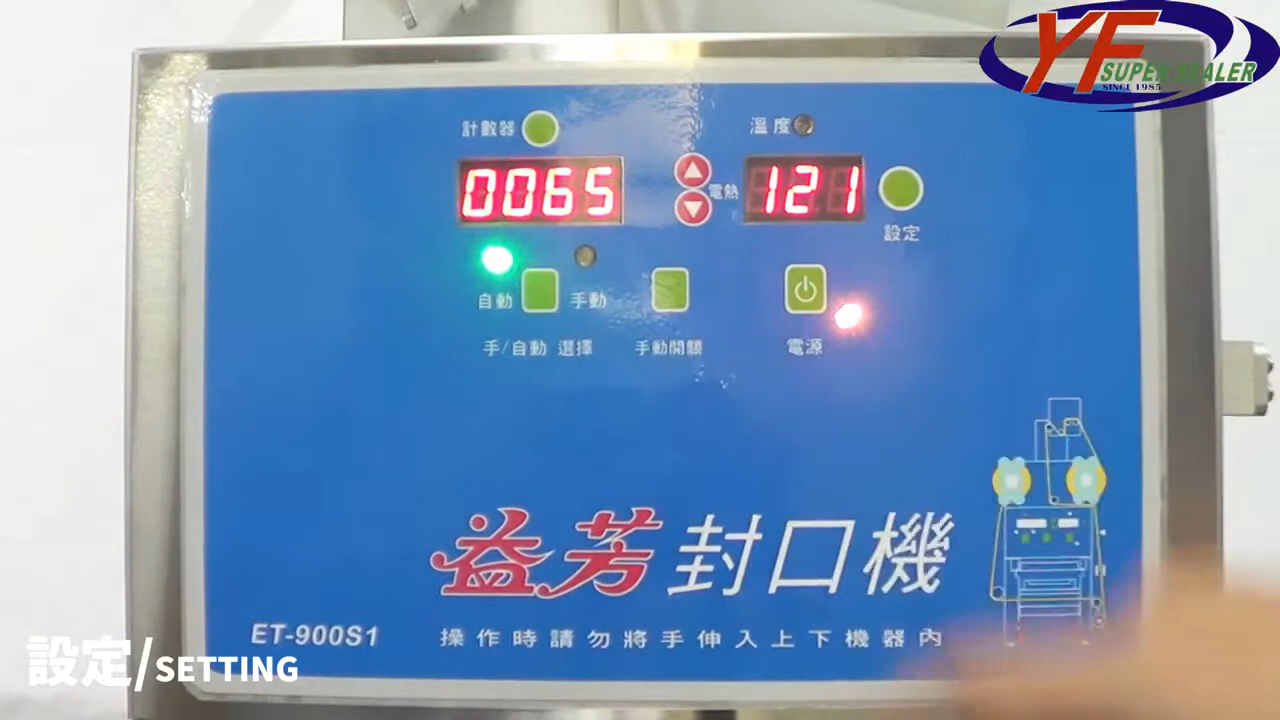 YF
SUPER SEALER
SINCE 1985
計數器
溫度
0065
電熱
121
設定
自動
手動
手/自動 選擇
手動開關
電源
益芳封口機
ET-900S1
操作時請勿將手伸入上下機器內
設定/SETTING